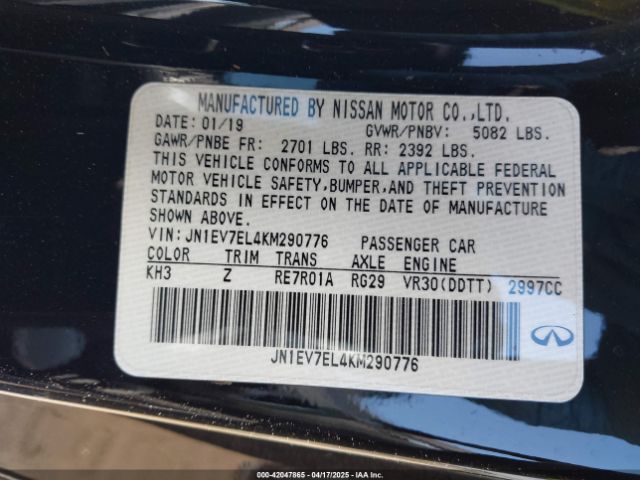 MANUFACTURED BY NISSAN MOTOR CO.,LTD.
DATE: 01/19 GVWR/PNBV: 5082 LBS.
GAWR/PNBE FR: 2701 LBS. RR: 2392 LBS.
THIS VEHICLE CONFORMS TO ALL APPLICABLE FEDERAL
MOTOR VEHICLE SAFETY,BUMPER,AND THEFT PREVENTION
STANDARDS IN EFFECT ON THE DATE OF MANUFACTURE
SHOWN ABOVE.
VIN: JN1EV7EL4KM290776 PASSENGER CAR
COLOR TRIM TRANS AXLE ENGINE
KH3 Z RE7R01A RG29 VR30(DDTT) 2997CC
JN1EV7EL4KM290776
000-42047865 - 04/17/2025 - IAA Inc.